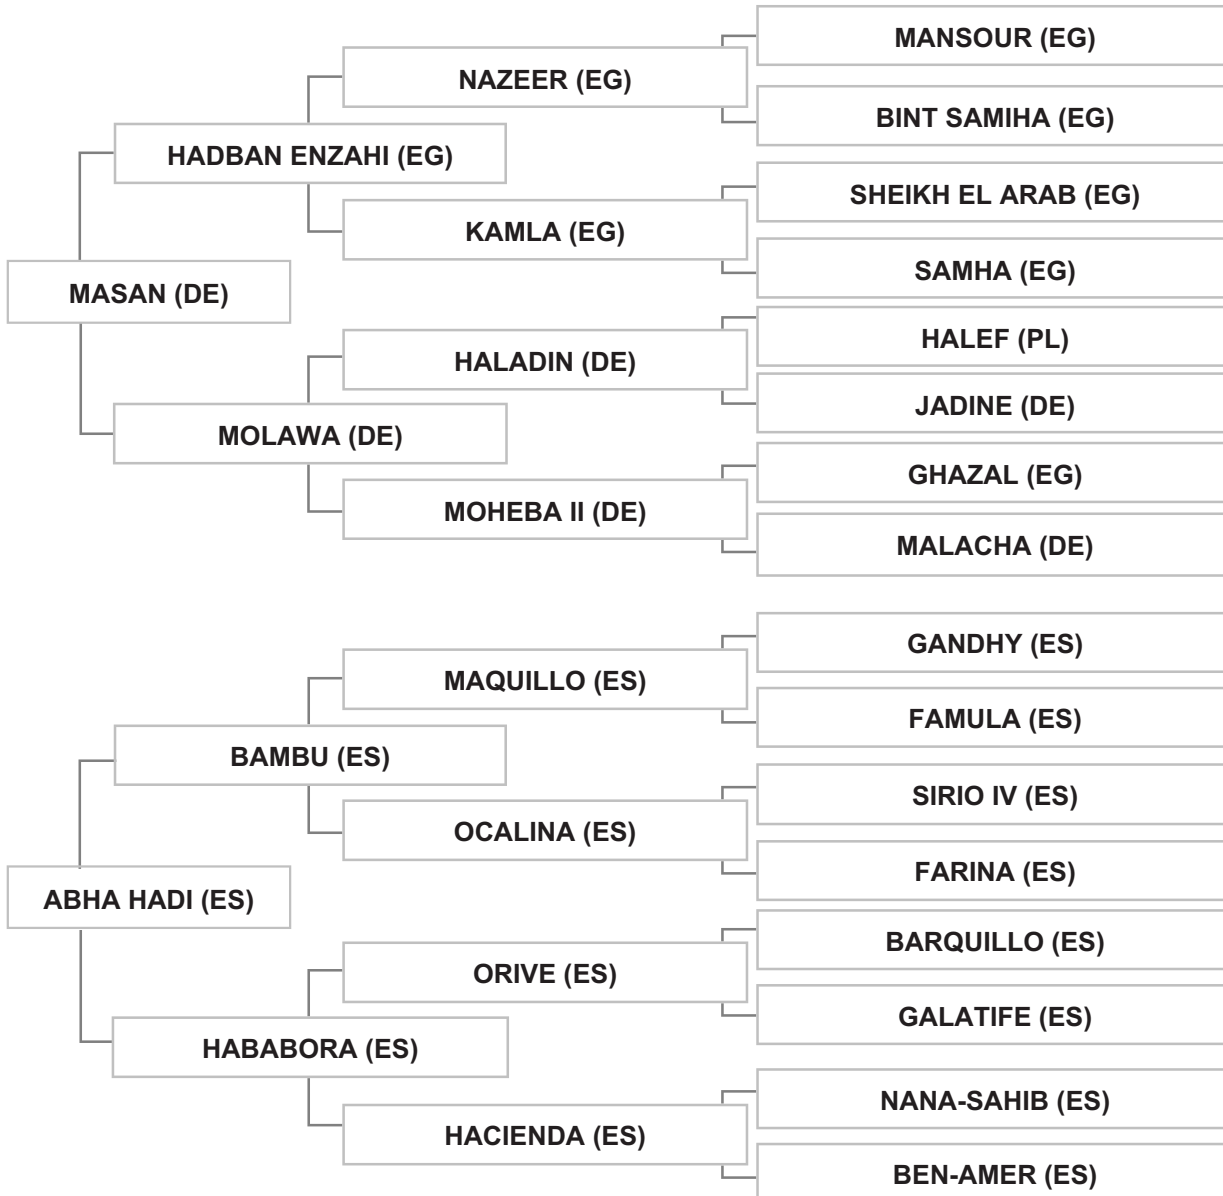 MANSOUR (EG)
NAZEER (EG)
BINT SAMIHA (EG)
HADBAN ENZAHI (EG)
SHEIKH EL ARAB (EG)
KAMLA (EG)
SAMHA (EG)
MASAN (DE)
HALEF (PL)
HALADIN (DE)
JADINE (DE)
MOLAWA (DE)
GHAZAL (EG)
MOHEBA II (DE)
MALACHA (DE)
GANDHY (ES)
MAQUILLO (ES)
FAMULA (ES)
BAMBU (ES)
SIRIO IV (ES)
OCALINA (ES)
FARINA (ES)
ABHA HADI (ES)
BARQUILLO (ES)
ORIVE (ES)
GALATIFE (ES)
HABABORA (ES)
NANA-SAHIB (ES)
HACIENDA (ES)
BEN-AMER (ES)